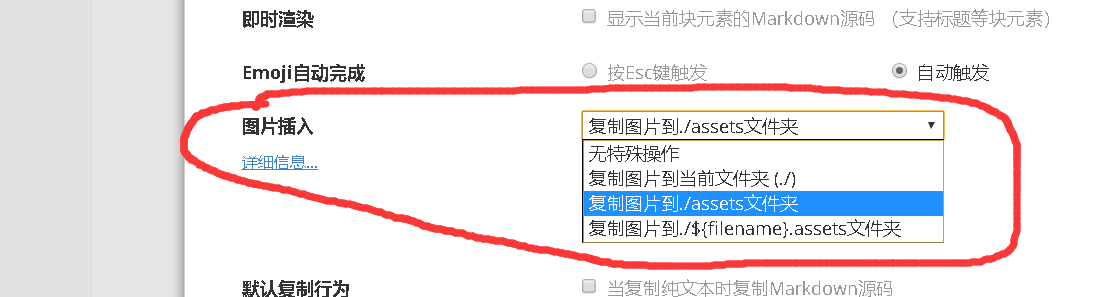 即时渲染 显示当前块元素的Markdown源码 (支持标题等块元素)
Emoji自动完成 按Esc键触发 自动触发
图片插入 复制图片到./assets文件夹
无特殊操作
详细信息...
复制图片到当前文件夹 (./)
复制图片到./assets文件夹
复制图片到./${filename}.assets文件夹
默认复制行为 当复制纯文本时复制Markdown源码